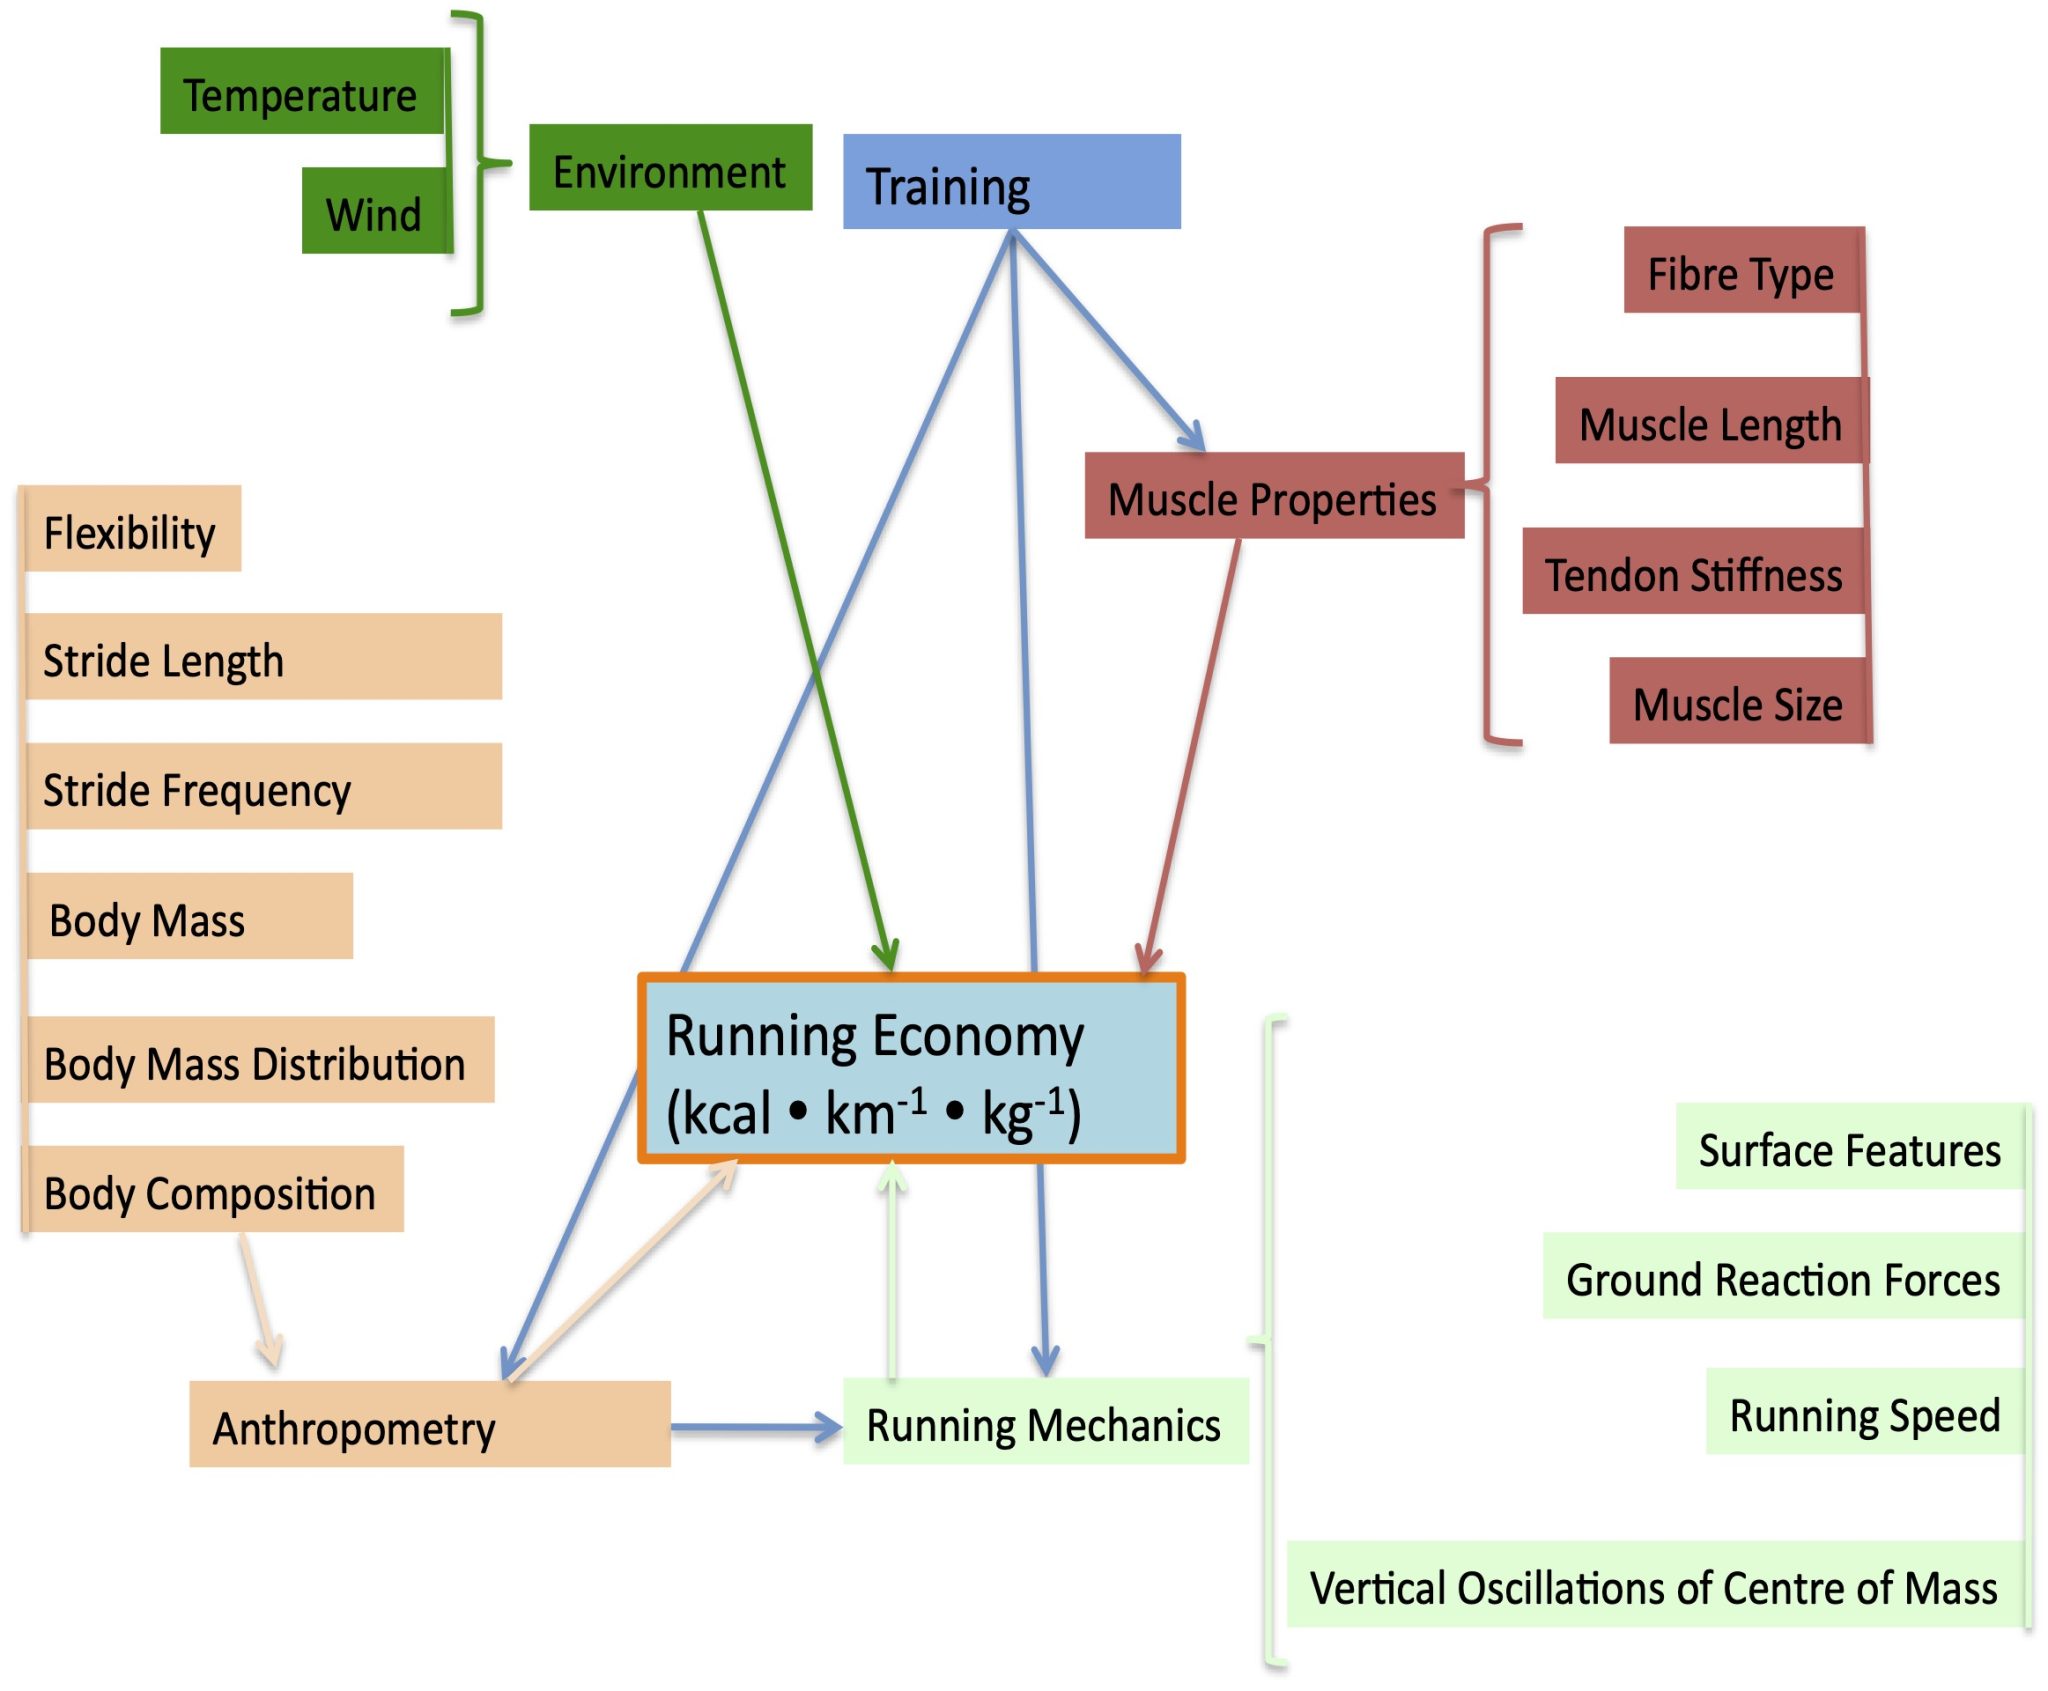 Temperature
Wind
Environment
Training
Fibre Type
Muscle Length
Muscle Properties
Tendon Stiffness
Muscle Size
Flexibility
Stride Length
Stride Frequency
Body Mass
Body Mass Distribution
Body Composition
Running Economy
(kcal • km⁻¹ • kg⁻¹)
Surface Features
Ground Reaction Forces
Running Speed
Vertical Oscillations of Centre of Mass
Anthropometry
Running Mechanics